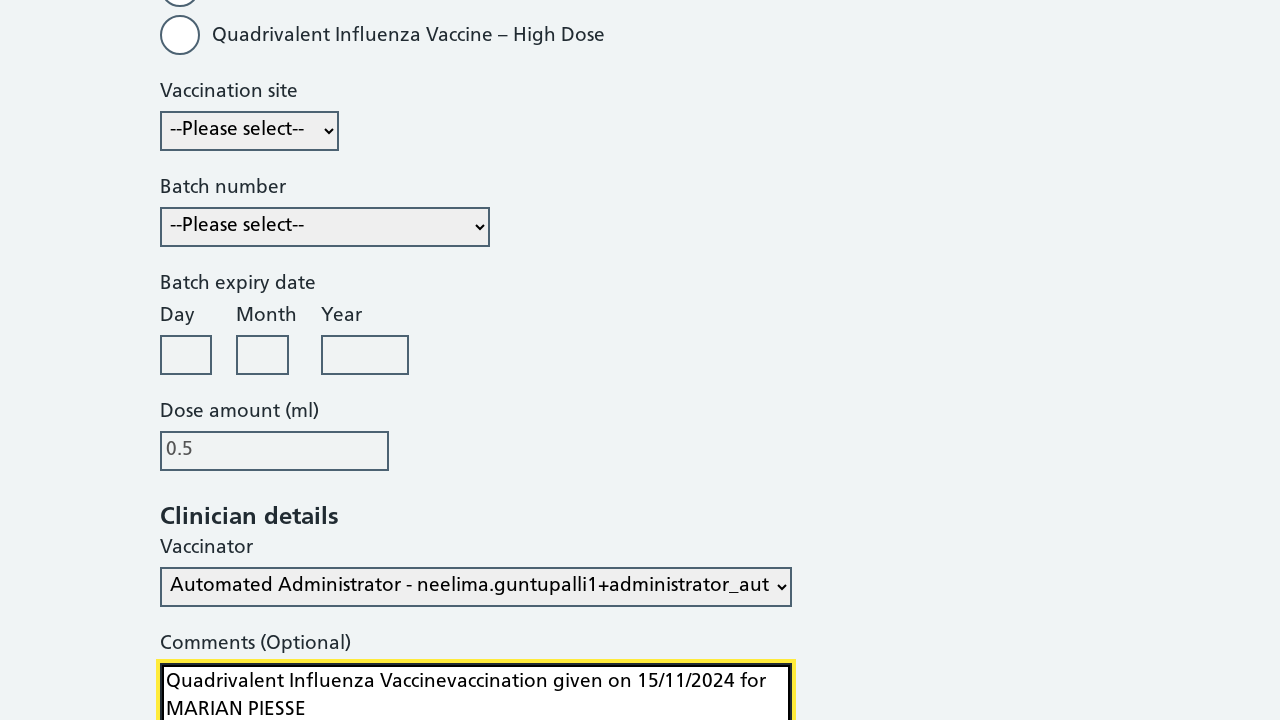 Quadrivalent Influenza Vaccine – High Dose
Vaccination site
--Please select--
Batch number
--Please select--
Batch expiry date
Day Month Year
Dose amount (ml)
0.5
Clinician details
Vaccinator
Automated Administrator - neelima.guntupalli1+administrator_aut
Comments (Optional)
Quadrivalent Influenza Vaccinevaccination given on 15/11/2024 for
MARIAN PIESSE